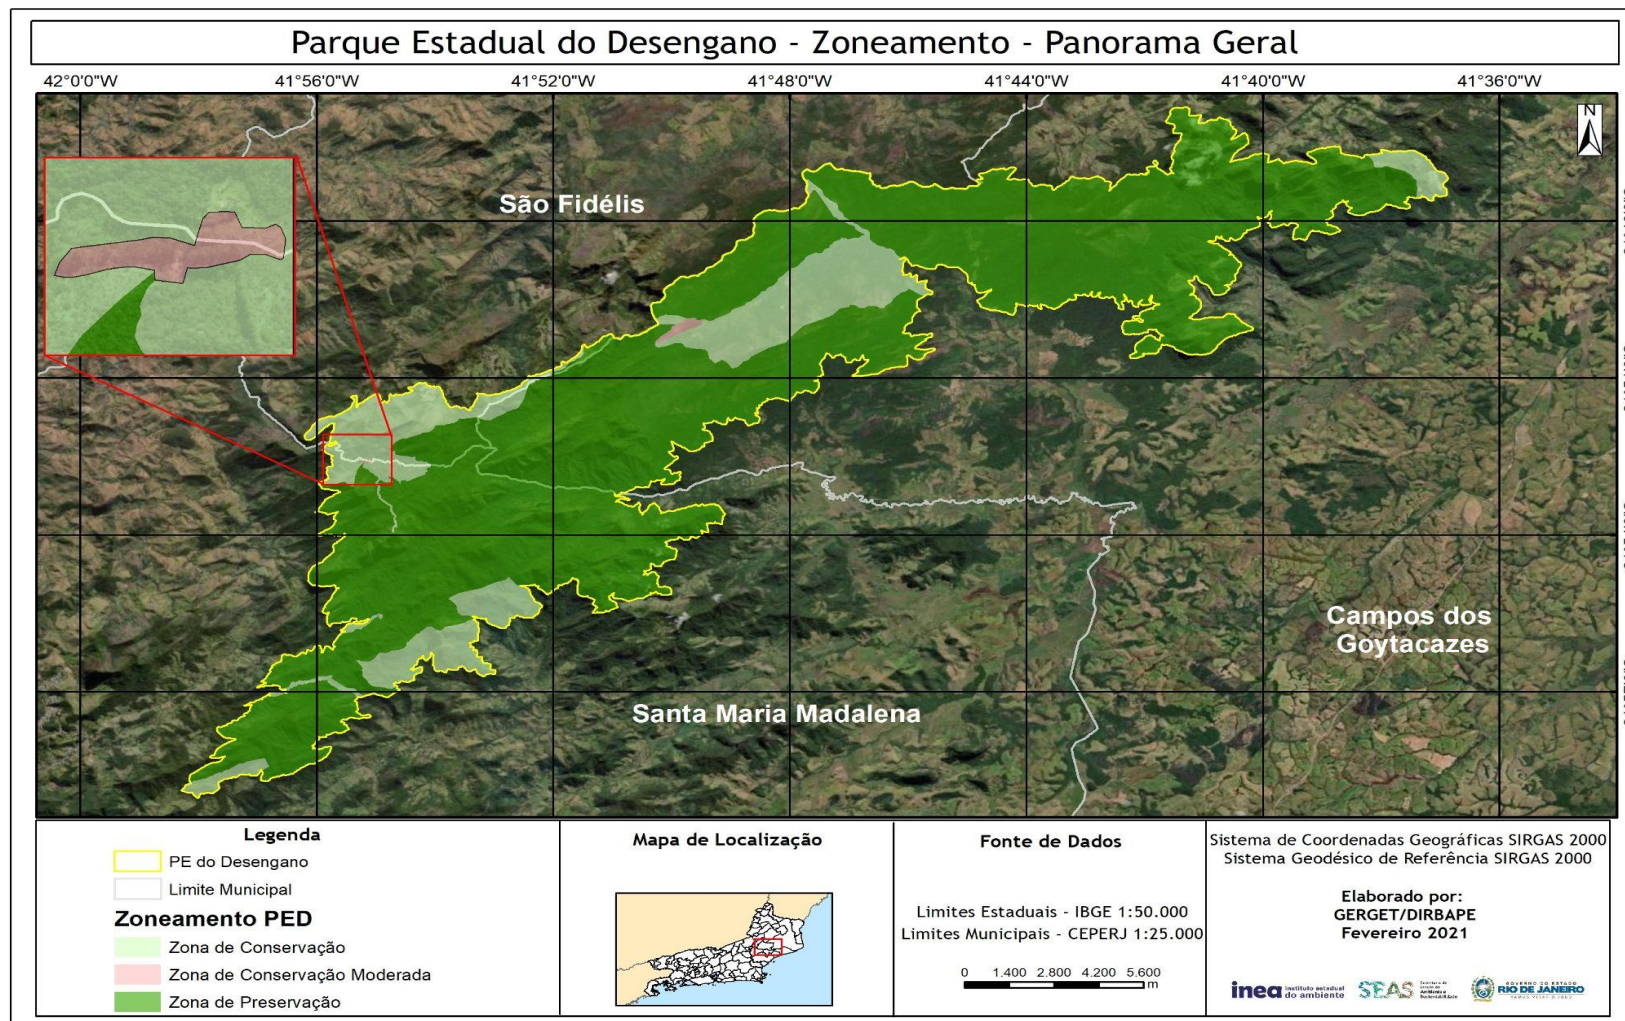 Parque Estadual do Desengano - Zoneamento - Panorama Geral
42°0'0"W 41°56'0"W 41°52'0"W 41°48'0"W 41°44'0"W 41°40'0"W 41°36'0"W
N
São Fidélis
Campos dos
Goytacazes
Santa Maria Madalena
Legenda
PE do Desengano
Limite Municipal
Zoneamento PED
Zona de Conservação
Zona de Conservação Moderada
Zona de Preservação
Mapa de Localização
Fonte de Dados
Limites Estaduais - IBGE 1:50.000
Limites Municipais - CEPERJ 1:25.000
0 1.400 2.800 4.200 5.600
m
Sistema de Coordenadas Geográficas SIRGAS 2000
Sistema Geodésico de Referência SIRGAS 2000
Elaborado por:
GERGET/DIRBAPE
Fevereiro 2021
inea instituto estadual
do ambiente
SEAS
GOVERNO DO ESTADO
RIO DE JANEIRO